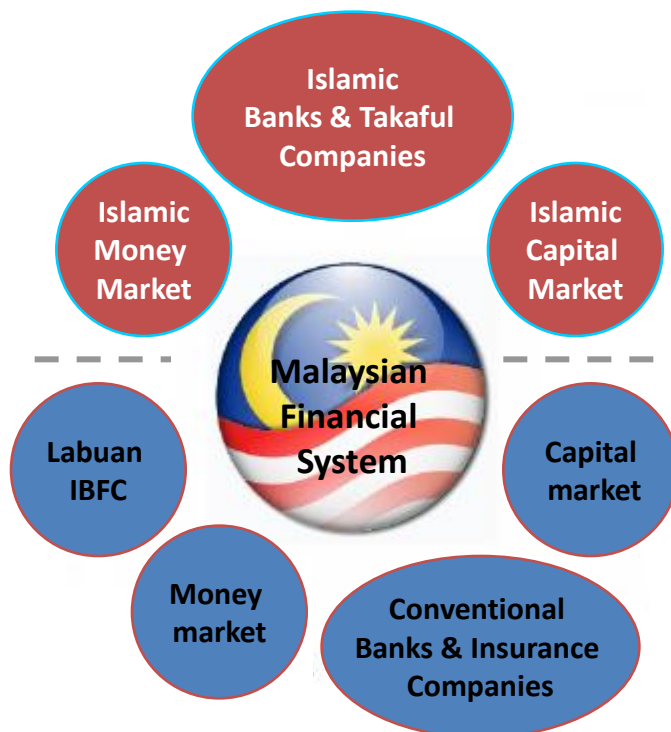 Islamic
Banks & Takaful
Companies
Islamic
Money
Market
Islamic
Capital
Market
Malaysian
Financial
System
Labuan
IBFC
Capital
market
Money
market
Conventional
Banks & Insurance
Companies